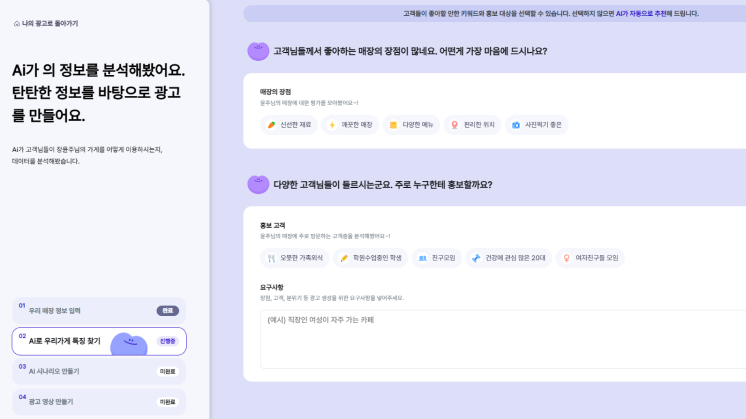 나의 광고로 돌아가기
Ai가 의 정보를 분석해봤어요.
탄탄한 정보를 바탕으로 광고
를 만들어요.
Ai가 고객님들이 장윤주님의 가게를 어떻게 이용하시는지,
데이터를 분석해봤습니다.
01 우리 매장 정보 입력 완료
02 Ai로 우리가게 특징 찾기 진행중
03 Ai 시나리오 만들기 미완료
04 광고 영상 만들기 미완료
고객들이 좋아할 만한 키워드와 홍보 대상을 선택할 수 있습니다. 선택하지 않으면 Ai가 자동으로 추천해 드립니다.
고객님들께서 좋아하는 매장의 장점이 많네요. 어떤게 가장 마음에 드시나요?
매장의 장점
윤주님의 매장에 대한 평가를 모아봤어요~!
신선한 재료
깨끗한 매장
다양한 메뉴
편리한 위치
사진찍기 좋은
다양한 고객님들이 들르시는군요. 주로 누구한테 홍보할까요?
홍보 고객
윤주님의 매장에 주로 방문하는 고객층을 분석해봤어요~!
오붓한 가족외식
학원수업중인 학생
친구모임
건강에 관심 많은 20대
여자친구들 모임
요구사항
장점, 고객, 분위기 등 광고 생성을 위한 요구사항을 넣어주세요.
(예시) 직장인 여성이 자주 가는 카페